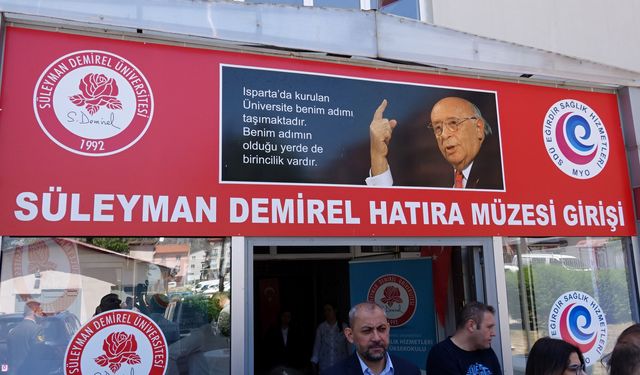 SÜLEYMAN DEMİREL ÜNİVERSİTESİ
S. Demirel
1992
Isparta'da kurulan
Üniversite benim adımı
taşımaktadır.
Benim adımın
olduğu yerde de
birincilik vardır.
SDÜ EĞİRDİR SAĞLIK HİZMETLERİ
MYO
SÜLEYMAN DEMİREL HATIRA MÜZESİ GİRİŞİ
SÜLEYMAN DEMİREL ÜNİVERSİTESİ
EĞİRDİR SAĞLIK HİZMETLERİ